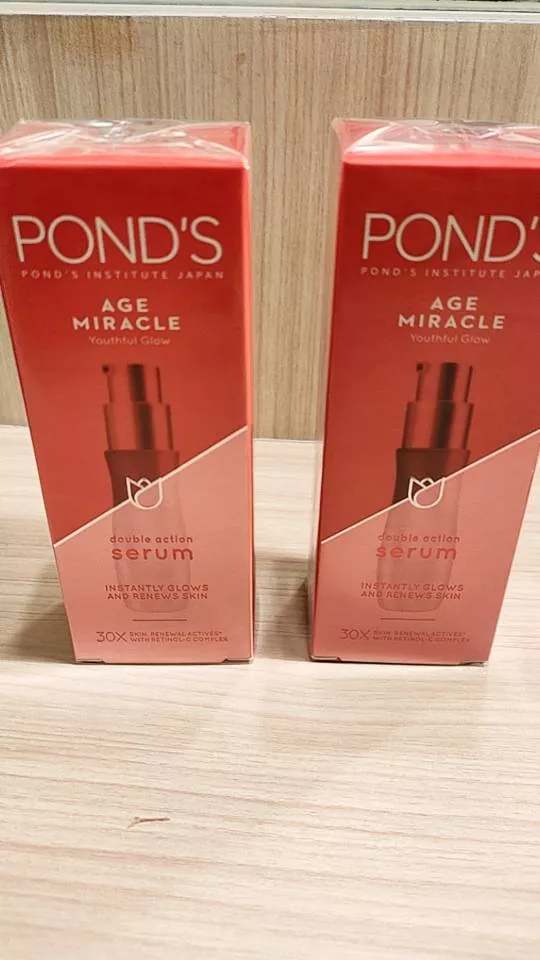 POND'S
POND'S INSTITUTE JAPAN
AGE
MIRACLE
Youthful Glow
double action
serum
INSTANTLY GLOWS
AND RENEWS SKIN
30X SKIN RENEWAL ACTIVES*
WITH RETINOL-C COMPLEX
POND'S
POND'S INSTITUTE JAP
AGE
MIRACLE
Youthful Glow
double action
serum
INSTANTLY GLOWS
AND RENEWS SKIN
30X SKIN RENEWAL ACTIVES*
WITH RETINOL-C COMPLEX